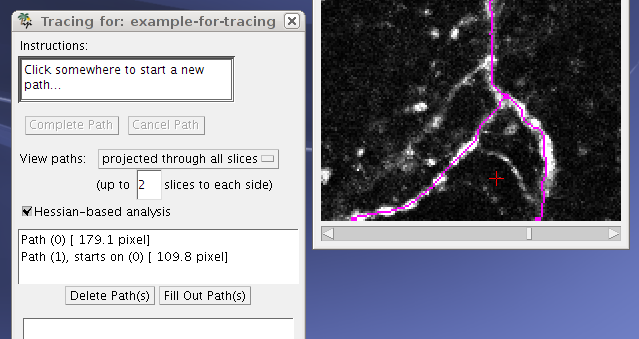 Tracing for: example-for-tracing
Instructions:
Click somewhere to start a new
path...
Complete Path Cancel Path
View paths: projected through all slices
(up to 2 slices to each side)
Hessian-based analysis
Path (0) [ 179.1 pixel]
Path (1), starts on (0) [ 109.8 pixel]
Delete Path(s) Fill Out Path(s)